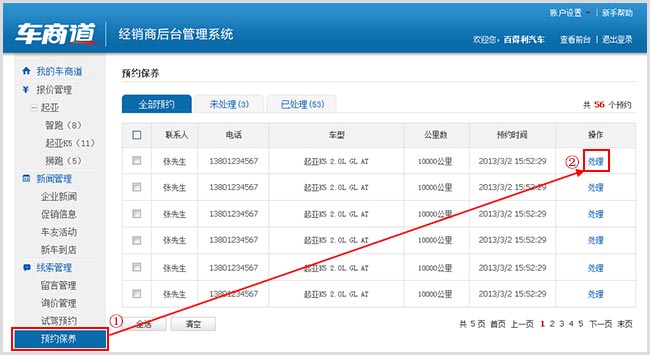 账户设置 新手帮助
车商道 经销商后台管理系统
欢迎您，百得利汽车 查看前台 退出登录
我的车商道
报价管理
起亚
智跑（8）
起亚K5（11）
狮跑（5）
新闻管理
企业新闻
促销信息
车友活动
新车到店
线索管理
留言管理
询价管理
试驾预约
预约保养
预约保养
全部预约 未处理(3) 已处理(53) 共 56 个预约
联系人 电话 车型 公里数 预约时间 操作
张先生 13801234567 起亚K5 2.0L GL AT 10000公里 2013/3/2 15:52:29 ② 处理
张先生 13801234567 起亚K5 2.0L GL AT 10000公里 2013/3/2 15:52:29 处理
张先生 13801234567 起亚K5 2.0L GL AT 10000公里 2013/3/2 15:52:29 处理
张先生 13801234567 起亚K5 2.0L GL AT 10000公里 2013/3/2 15:52:29 处理
张先生 13801234567 起亚K5 2.0L GL AT 10000公里 2013/3/2 15:52:29 处理
张先生 13801234567 起亚K5 2.0L GL AT 10000公里 2013/3/2 15:52:29 处理
① 全选 清空 共 5 页 首页 上一页 1 2 3 4 5 下一页 末页